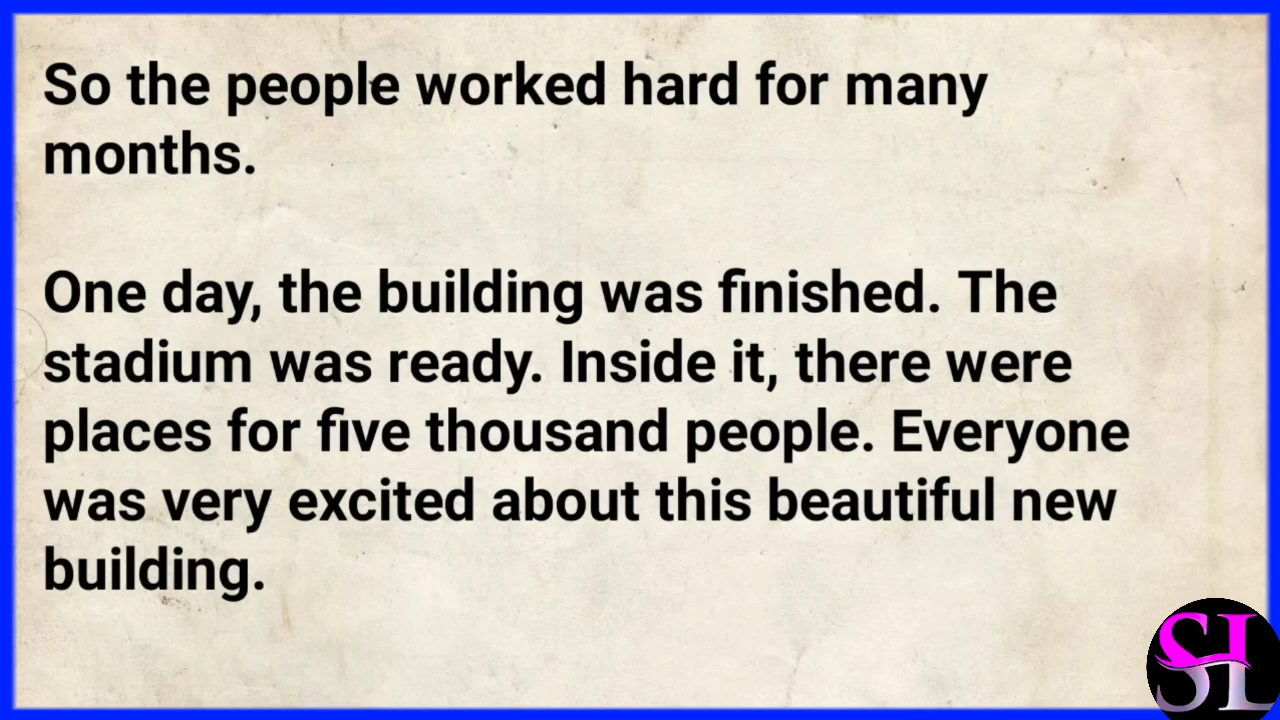 So the people worked hard for many
months.
One day, the building was finished. The
stadium was ready. Inside it, there were
places for five thousand people. Everyone
was very excited about this beautiful new
building.
SL